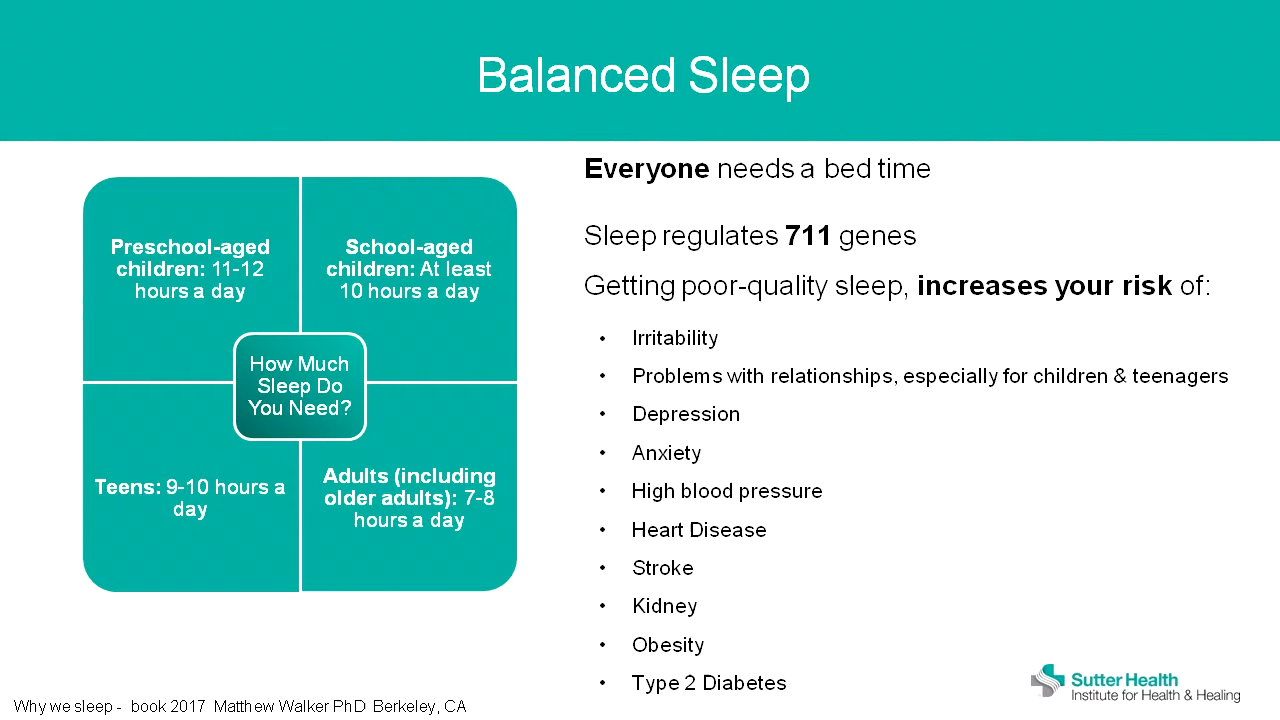 Balanced Sleep
Preschool-aged
children: 11-12
hours a day
School-aged
children: At least
10 hours a day
How Much
Sleep Do
You Need?
Teens: 9-10 hours a
day
Adults (including
older adults): 7-8
hours a day
Everyone needs a bed time
Sleep regulates 711 genes
Getting poor-quality sleep, increases your risk of:
• Irritability
• Problems with relationships, especially for children & teenagers
• Depression
• Anxiety
• High blood pressure
• Heart Disease
• Stroke
• Kidney
• Obesity
• Type 2 Diabetes
Why we sleep - book 2017 Matthew Walker PhD Berkeley, CA
Sutter Health
Institute for Health & Healing